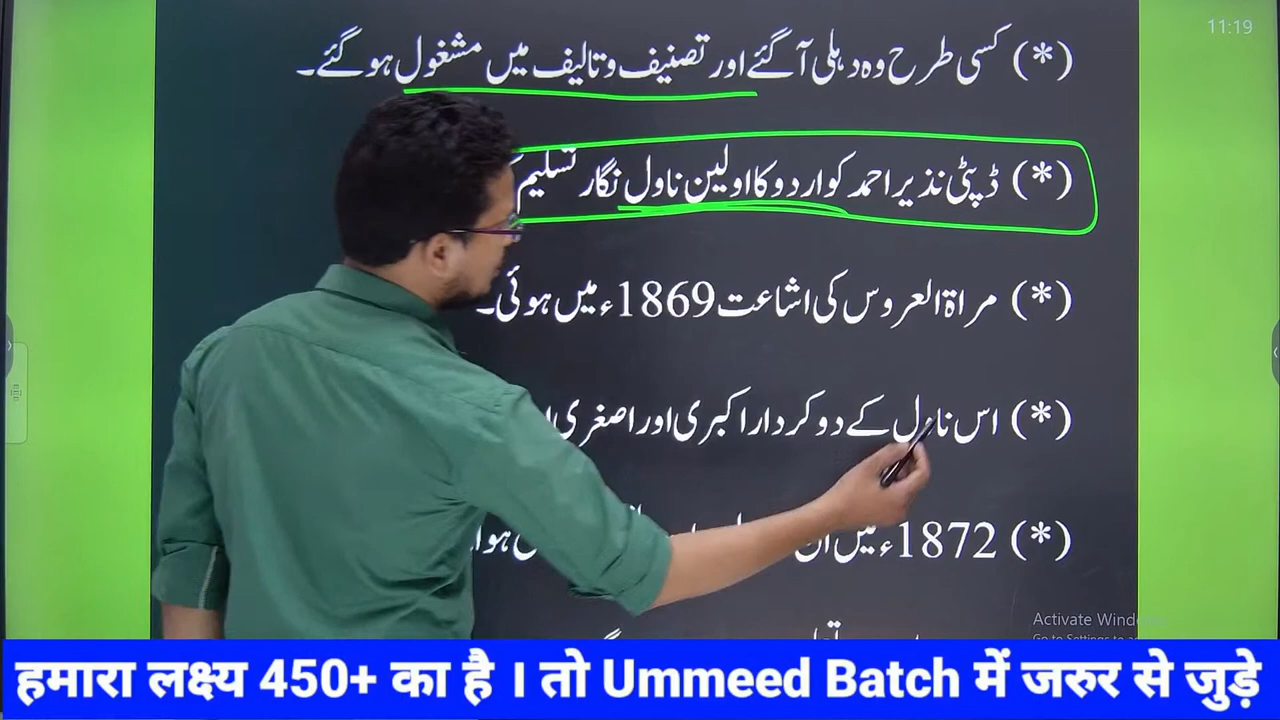 11:19
(*) کسی طرح وہ دہلی آ گئے اور تصنیف و تالیف میں مشغول ہو گئے۔
(*) ڈپٹی نذیر احمد کو اردو کا اولین ناول نگار تسلیم
(*) مراۃ العروس کی اشاعت 1869ء میں ہوئی۔
(*) اس ناول کے دو کردار اکبری اور اصغری
(*) 1872ء میں ان
Activate Wind
हमारा लक्ष्य 450+ का है । तो Ummeed Batch में जरुर से जुड़े